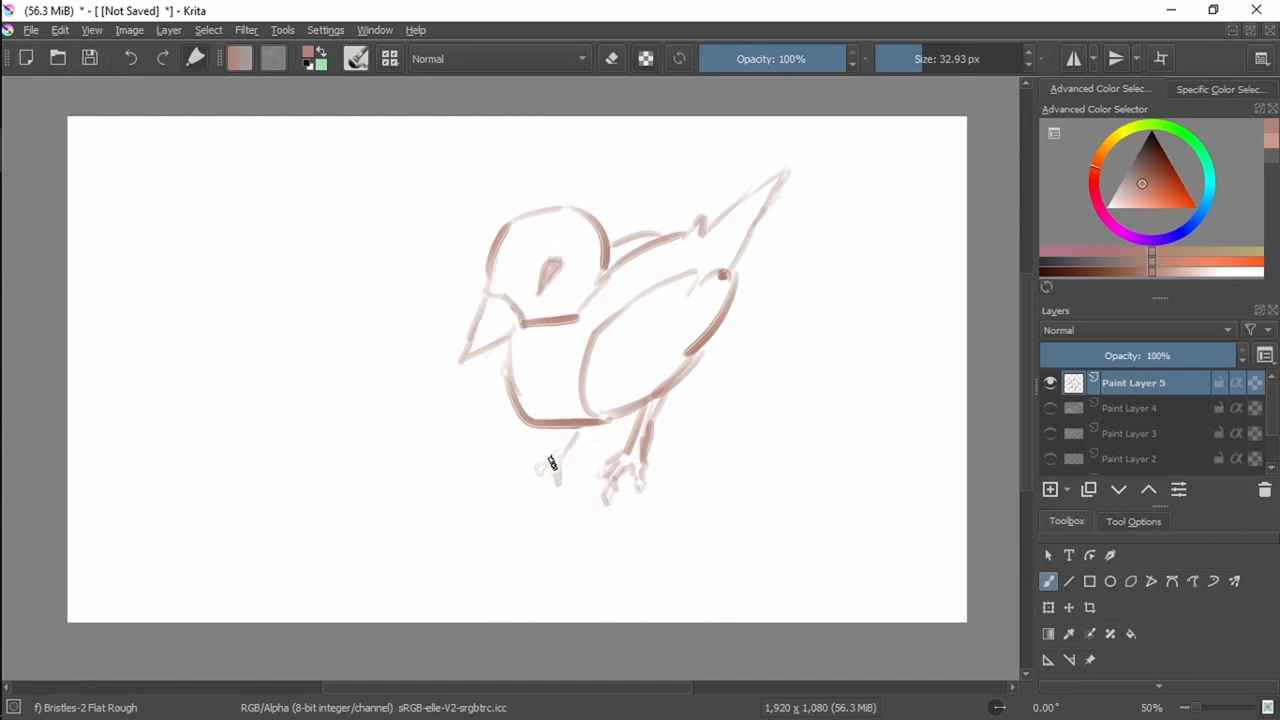 (56.3 MiB) * - [ [Not Saved] *] - Krita
File Edit View Image Layer Select Filter Tools Settings Window Help
Normal Opacity: 100% Size: 32.93 px
Advanced Color Selec... Specific Color Selec...
Advanced Color Selector
Layers
Normal
Opacity: 100%
Paint Layer 5
Paint Layer 4
Paint Layer 3
Paint Layer 2
Toolbox Tool Options
f) Bristles-2 Flat Rough RGB/Alpha (8-bit integer/channel) sRGB-elle-V2-srgbtrc.icc 1,920 x 1,080 (56.3 MiB) 0.00° 50%